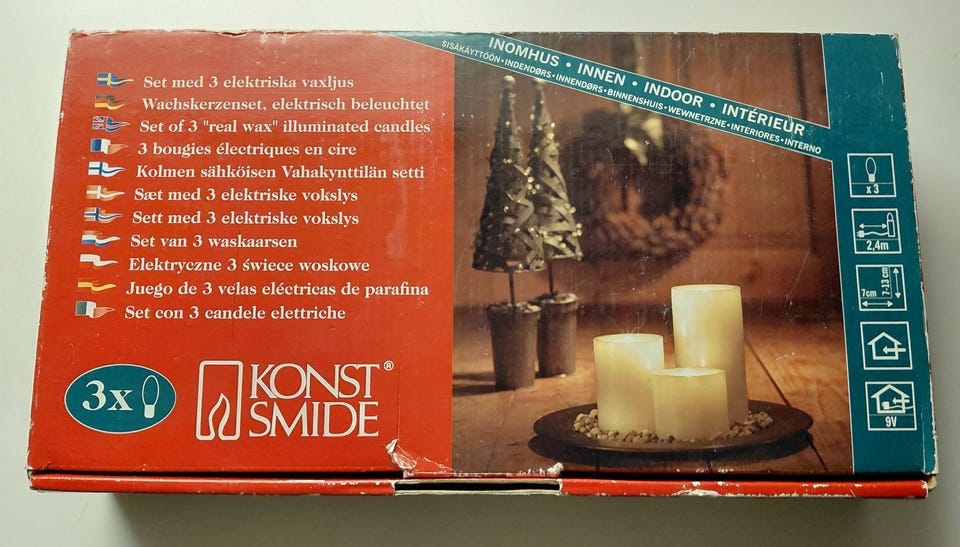 Set med 3 elektriska vaxljus
Wachskerzenset, elektrisch beleuchtet
Set of 3 "real wax" illuminated candles
3 bougies électriques en cire
Kolmen sähköisen Vahakynttilän setti
Sæt med 3 elektriske vokslys
Sett med 3 elektriske vokslys
Set van 3 waskaarsen
Elektryczne 3 świece woskowe
Juego de 3 velas eléctricas de parafina
Set con 3 candele elettriche
3x
KONST®
SMIDE
INOMHUS • INNEN • INDOOR • INTÉRIEUR
SISÄKÄYTTÖÖN • INDENDØRS • INNENDØRS • BINNENSHUIS • WEWNETRZNE • INTERIORES • INTERNO
x 3
2,4m
7cm
7-13 cm
9V